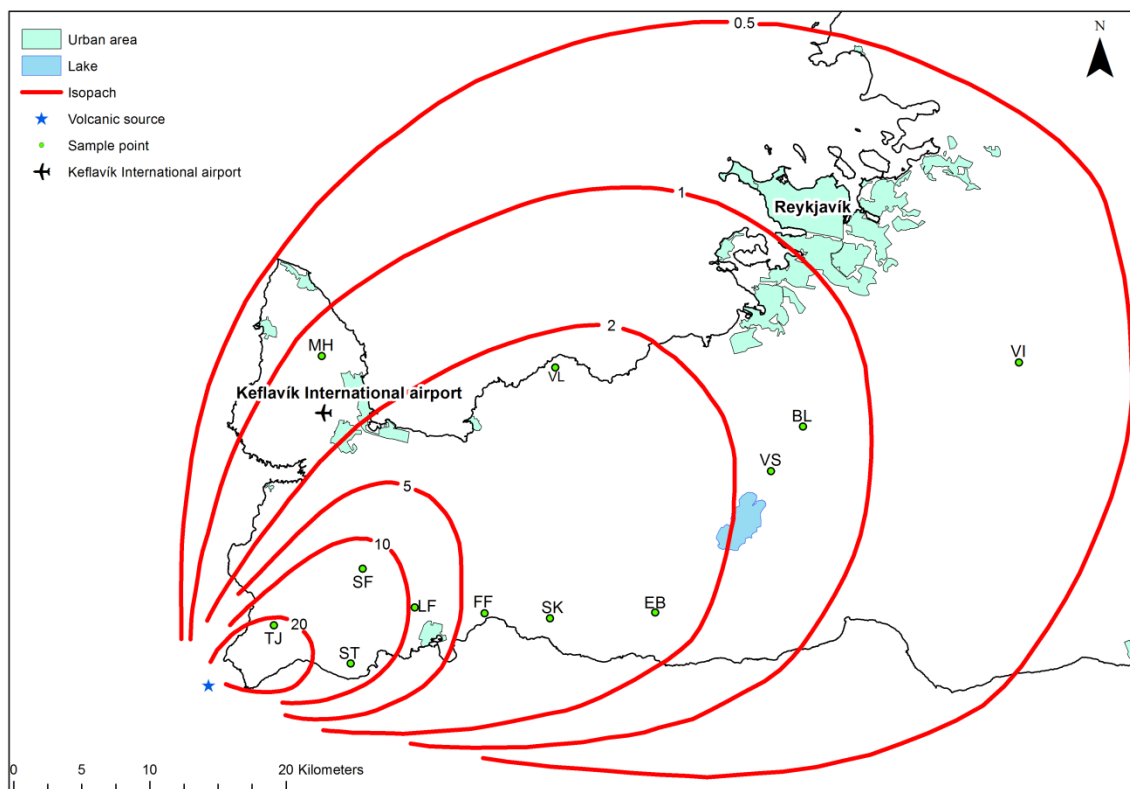 Urban area
Lake
Isopach
Volcanic source
Sample point
Keflavík International airport
0.5
N
1
Reykjavík
2
MH
VL
VI
Keflavík International airport
BL
VS
5
10
SF
LF
FF
SK
EB
20
TJ
ST
0 5 10 20 Kilometers